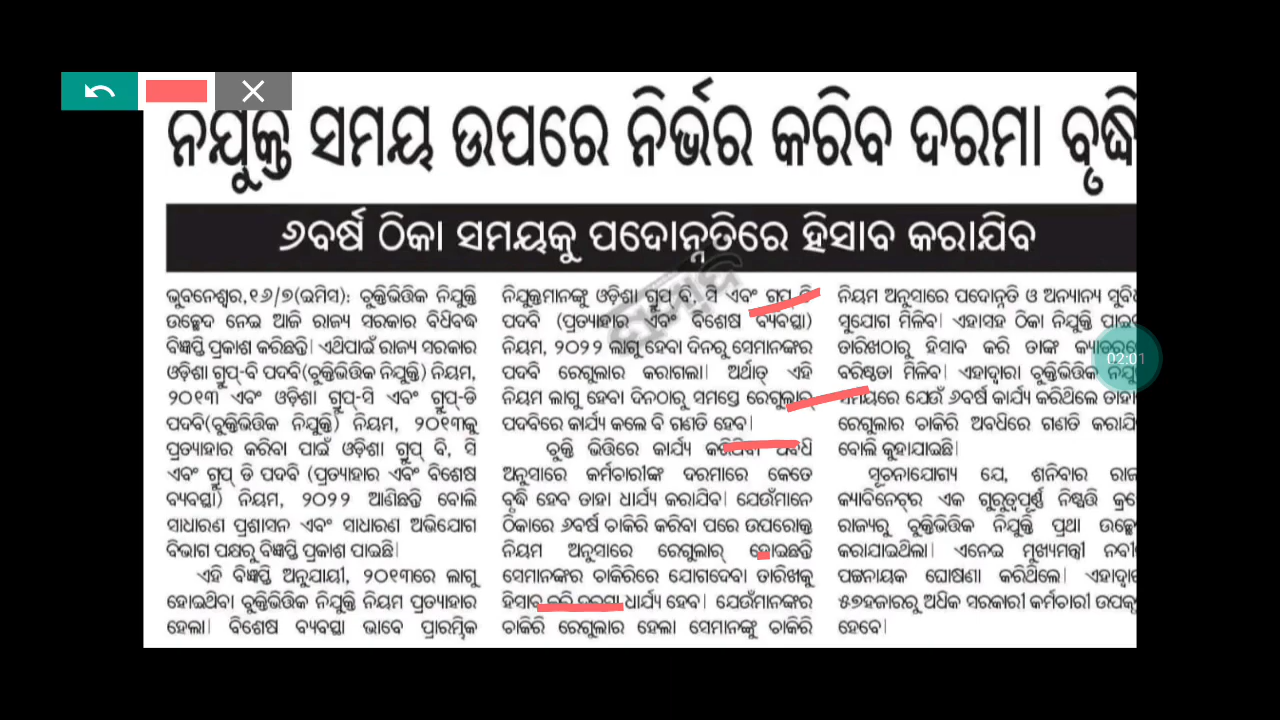 ନିଯୁକ୍ତି ସମୟ ଉପରେ ନିର୍ଭର କରିବ ଦରମା ବୃଦ୍ଧି
୬ବର୍ଷ ଠିକା ସମୟକୁ ପଦୋନ୍ନତିରେ ହିସାବ କରାଯିବ
ଭୁବନେଶ୍ୱର,୧୬/୭(ଇମିସ): ଚୁକ୍ତିଭିତ୍ତିକ ନିଯୁକ୍ତି
ଉଚ୍ଛେଦ ନେଇ ଆଜି ରାଜ୍ୟ ସରକାର ବିଧିବଦ୍ଧ
ବିଜ୍ଞପ୍ତି ପ୍ରକାଶ କରିଛନ୍ତି। ଏଥିପାଇଁ ରାଜ୍ୟ ସରକାର
ଓଡ଼ିଶା ଗ୍ରୁପ୍-ବି ପଦବି(ଚୁକ୍ତିଭିତ୍ତିକ ନିଯୁକ୍ତି) ନିୟମ,
୨୦୧୩ ଏବଂ ଓଡ଼ିଶା ଗ୍ରୁପ୍-ସି ଏବଂ ଗ୍ରୁପ୍-ଡି
ପଦବି(ଚୁକ୍ତିଭିତ୍ତିକ ନିଯୁକ୍ତି) ନିୟମ, ୨୦୧୩କୁ
ପ୍ରତ୍ୟାହାର କରିବା ପାଇଁ ଓଡ଼ିଶା ଗ୍ରୁପ୍ ବି, ସି
ଏବଂ ଗ୍ରୁପ୍ ଡି ପଦବି (ପ୍ରତ୍ୟାହାର ଏବଂ ବିଶେଷ
ବ୍ୟବସ୍ଥା) ନିୟମ, ୨୦୨୨ ଆଣିଛନ୍ତି ବୋଲି
ସାଧାରଣ ପ୍ରଶାସନ ଏବଂ ସାଧାରଣ ଅଭିଯୋଗ
ବିଭାଗ ପକ୍ଷରୁ ବିଜ୍ଞପ୍ତି ପ୍ରକାଶ ପାଇଛି।
ଏହି ବିଜ୍ଞପ୍ତି ଅନୁଯାୟୀ, ୨୦୧୩ରେ ଲାଗୁ
ହୋଇଥିବା ଚୁକ୍ତିଭିତ୍ତିକ ନିଯୁକ୍ତି ନିୟମ ପ୍ରତ୍ୟାହାର
ହେଲା। ବିଶେଷ ବ୍ୟବସ୍ଥା ଭାବେ ପ୍ରାରମ୍ଭିକ
ନିଯୁକ୍ତମାନଙ୍କୁ ଓଡ଼ିଶା ଗ୍ରୁପ୍ ବି, ସି ଏବଂ ଗ୍ରୁପ୍ ଡି
ପଦବି (ପ୍ରତ୍ୟାହାର ଏବଂ ବିଶେଷ ବ୍ୟବସ୍ଥା)
ନିୟମ, ୨୦୨୨ ଲାଗୁ ହେବା ଦିନରୁ ସେମାନଙ୍କର
ପଦବି ରେଗୁଲାର କରାଗଲା। ଅର୍ଥାତ୍ ଏହି
ନିୟମ ଲାଗୁ ହେବା ଦିନଠାରୁ ସମସ୍ତେ ରେଗୁଲାର୍
ପଦବିରେ କାର୍ଯ୍ୟ କଲେ ବି ଗଣତି ହେବ।
ଚୁକ୍ତି ଭିତ୍ତିରେ କାର୍ଯ୍ୟ କରିଥିବା ଅବଧି
ଅନୁସାରେ କର୍ମଚାରୀଙ୍କ ଦରମାରେ କେତେ
ବୃଦ୍ଧି ହେବ ତାହା ଧାର୍ଯ୍ୟ କରାଯିବ। ଯେଉଁମାନେ
ଠିକାରେ ୬ବର୍ଷ ଚାକିରି କରିବା ପରେ ଉପରୋକ୍ତ
ନିୟମ ଅନୁସାରେ ରେଗୁଲାର୍ ହୋଇଛନ୍ତି
ସେମାନଙ୍କର ଚାକିରିରେ ଯୋଗଦେବା ତାରିଖକୁ
ହିସାବ କରି ଦରମା ଧାର୍ଯ୍ୟ ହେବ। ଯେଉଁମାନଙ୍କର
ଚାକିରି ରେଗୁଲାର ହେଲା ସେମାନଙ୍କୁ ଚାକିରି
ନିୟମ ଅନୁସାରେ ପଦୋନ୍ନତି ଓ ଅନ୍ୟାନ୍ୟ
ସୁଯୋଗ ମିଳିବ। ଏହାସହ ଠିକା ନିଯୁକ୍ତି
ତାରିଖଠାରୁ ହିସାବ କରି ତାଙ୍କ
ବରିଷ୍ଠତା ମିଳିବ। ଏହାଦ୍ୱାରା ଚୁକ୍ତିଭିତ୍ତିକ
ସମୟରେ ଯେଉଁ ୬ବର୍ଷ କାର୍ଯ୍ୟ କରିଥିଲେ
ରେଗୁଲାର ଚାକିରି ଅବଧିରେ ଗଣତି
ବୋଲି କୁହାଯାଇଛି।
ସୂଚନାଯୋଗ୍ୟ ଯେ, ଶନିବାର
କ୍ୟାବିନେଟ୍‌ର ଏକ ଗୁରୁତ୍ୱପୂର୍ଣ୍ଣ ନିଷ୍ପତ୍ତି
ରାଜ୍ୟରୁ ଚୁକ୍ତିଭିତ୍ତିକ ନିଯୁକ୍ତି ପ୍ରଥା
କରାଯାଇଥିଲା। ଏନେଇ ମୁଖ୍ୟମନ୍ତ୍ରୀ
ପଟ୍ଟନାୟକ ଘୋଷଣା କରିଥିଲେ।
୫୭ହଜାରରୁ ଅଧିକ ସରକାରୀ କର୍ମଚାରୀ
ହେବେ।
02:01